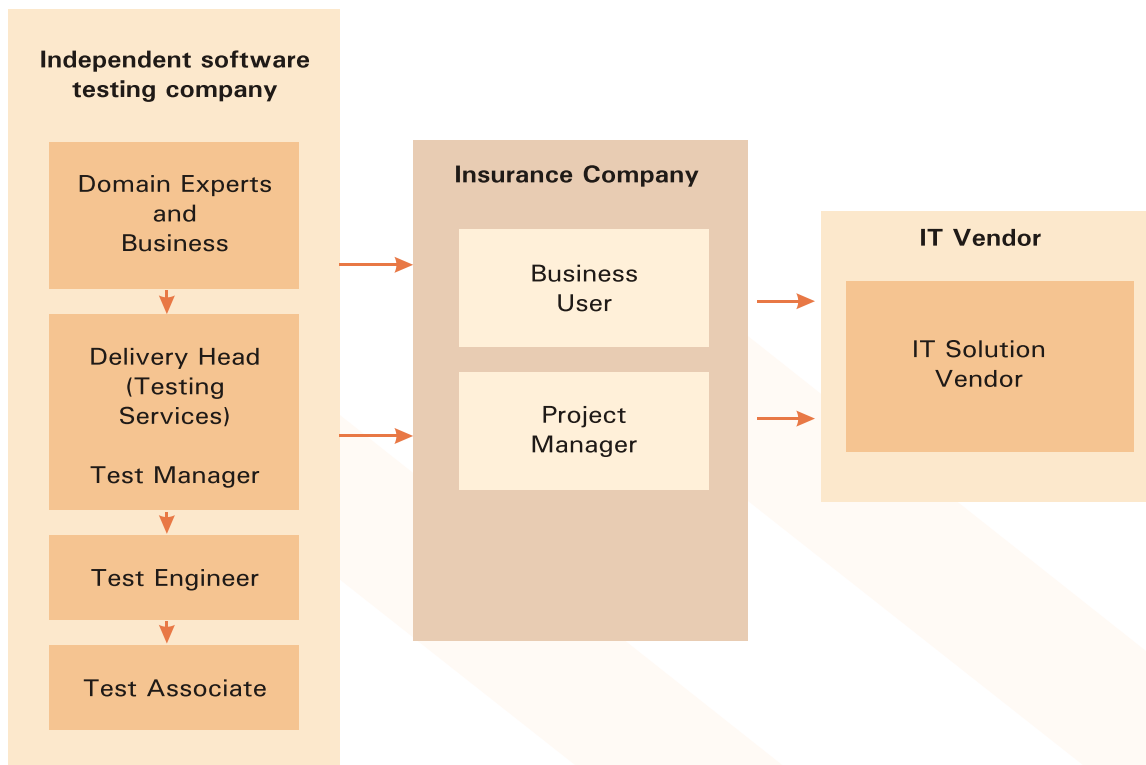 Independent software
testing company
Domain Experts
and
Business
Delivery Head
(Testing
Services)
Test Manager
Test Engineer
Test Associate
Insurance Company
Business
User
Project
Manager
IT Vendor
IT Solution
Vendor